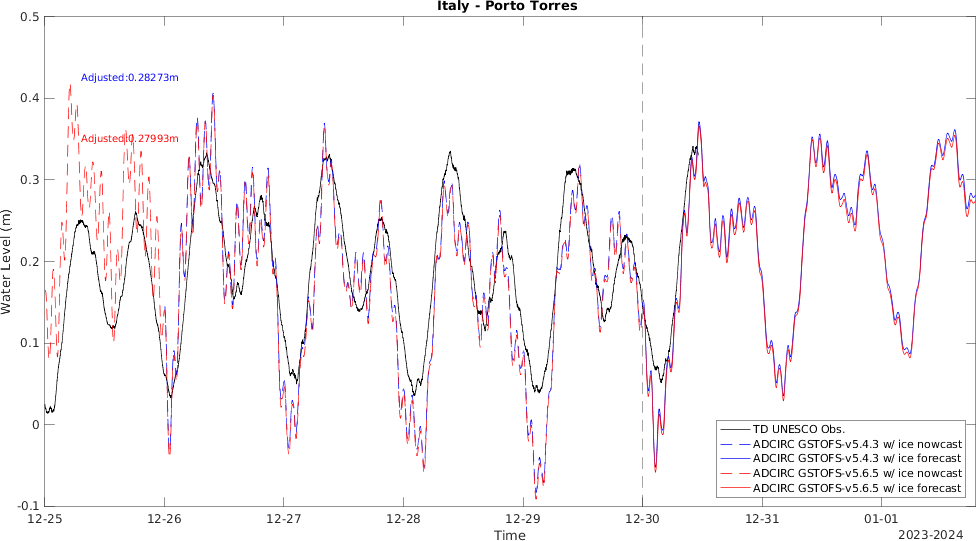 Italy - Porto Torres
0.5
0.4
0.3
0.2
0.1
0
-0.1
Water Level (m)
Adjusted:0.28273m
Adjusted:0.27993m
TD UNESCO Obs.
ADCIRC GSTOFS-v5.4.3 w/ ice nowcast
ADCIRC GSTOFS-v5.4.3 w/ ice forecast
ADCIRC GSTOFS-v5.6.5 w/ ice nowcast
ADCIRC GSTOFS-v5.6.5 w/ ice forecast
12-25 12-26 12-27 12-28 12-29 12-30 12-31 01-01
Time
2023-2024